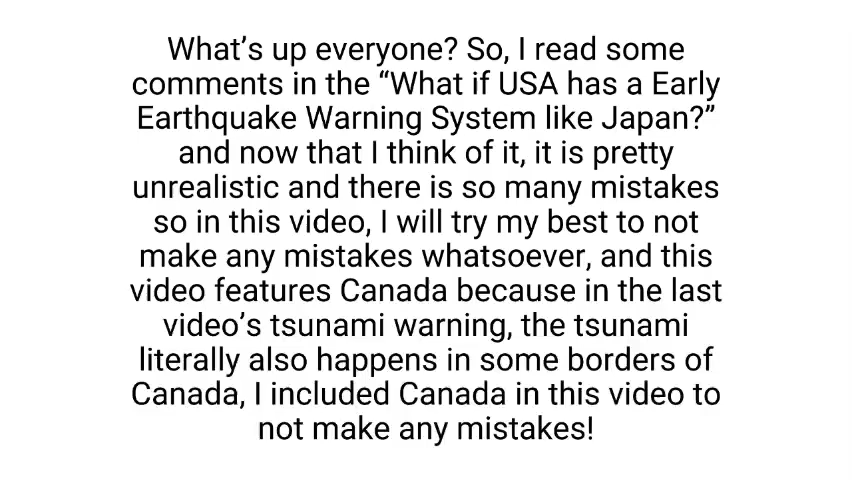 What’s up everyone? So, I read some
comments in the “What if USA has a Early
Earthquake Warning System like Japan?”
and now that I think of it, it is pretty
unrealistic and there is so many mistakes
so in this video, I will try my best to not
make any mistakes whatsoever, and this
video features Canada because in the last
video’s tsunami warning, the tsunami
literally also happens in some borders of
Canada, I included Canada in this video to
not make any mistakes!